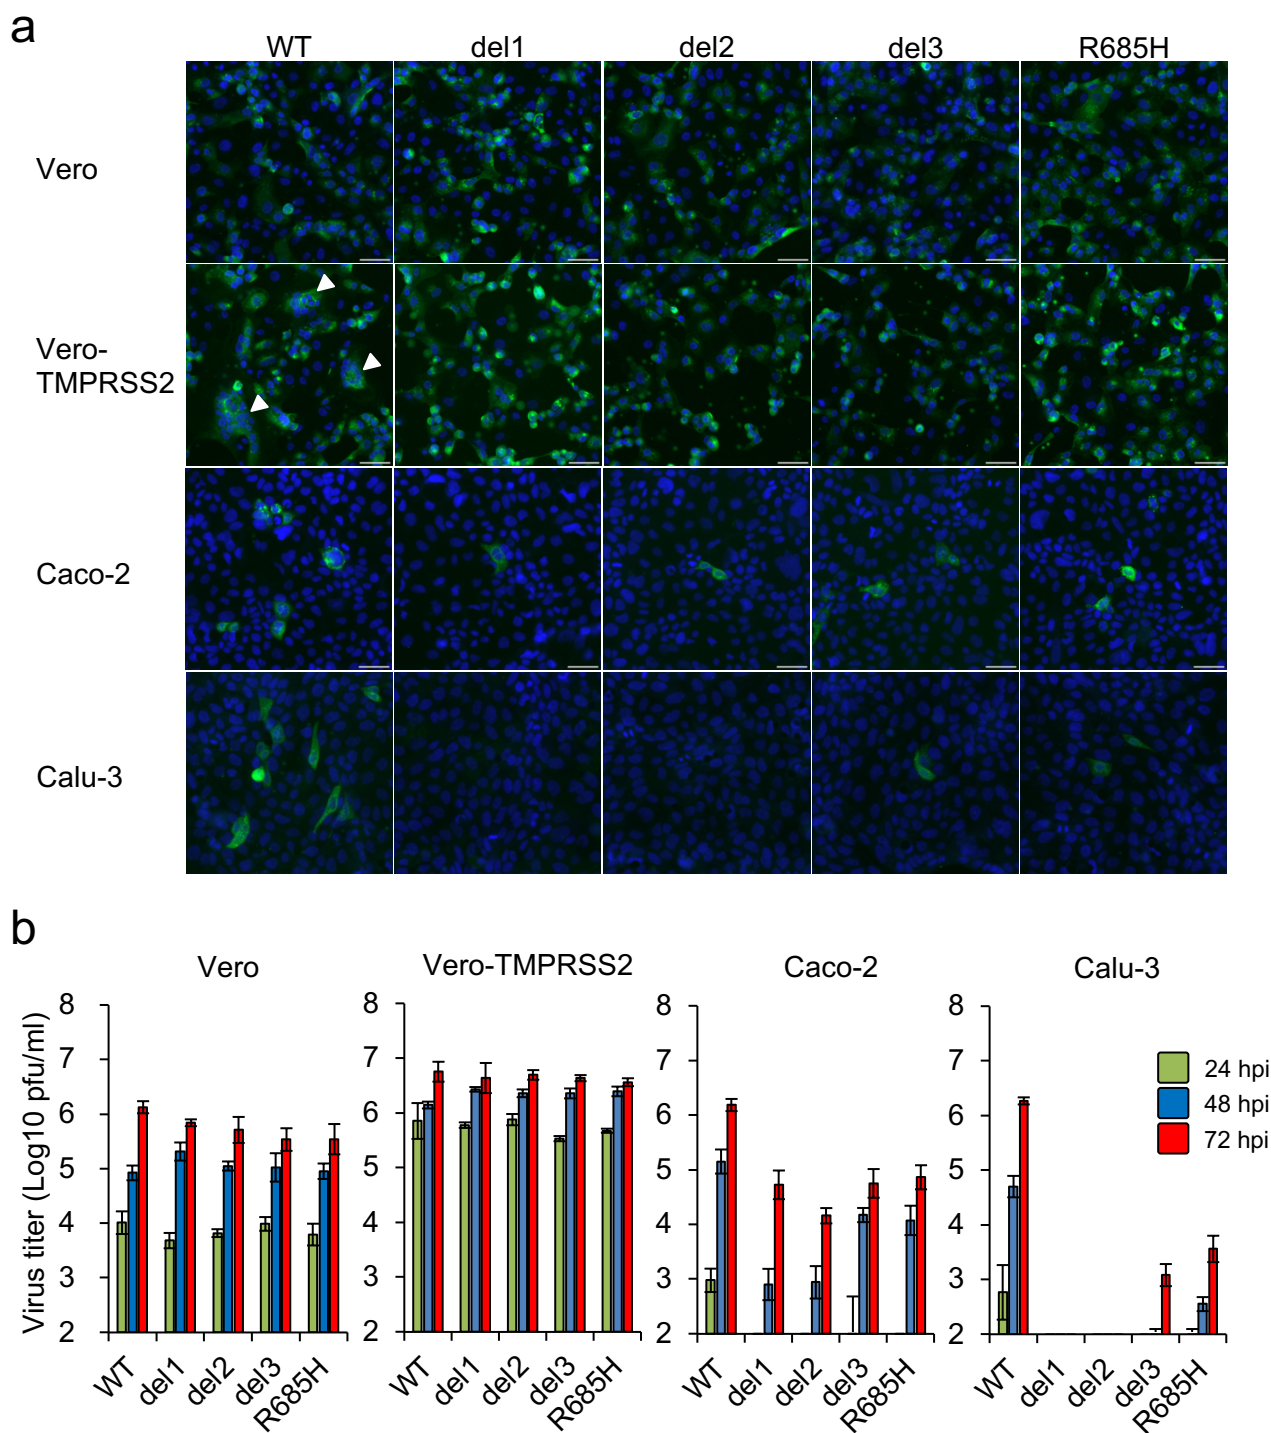 a
WT del1 del2 del3 R685H
Vero
Vero-
TMPRSS2
Caco-2
Calu-3
b
Vero Vero-TMPRSS2 Caco-2 Calu-3
Virus titer (Log10 pfu/ml)
8 8 8 8
7 7 7 7
6 6 6 6
5 5 5 5
4 4 4 4
3 3 3 3
2 2 2 2
24 hpi
48 hpi
72 hpi
WT del1 del2 del3 R685H WT del1 del2 del3 R685H WT del1 del2 del3 R685H WT del1 del2 del3 R685H